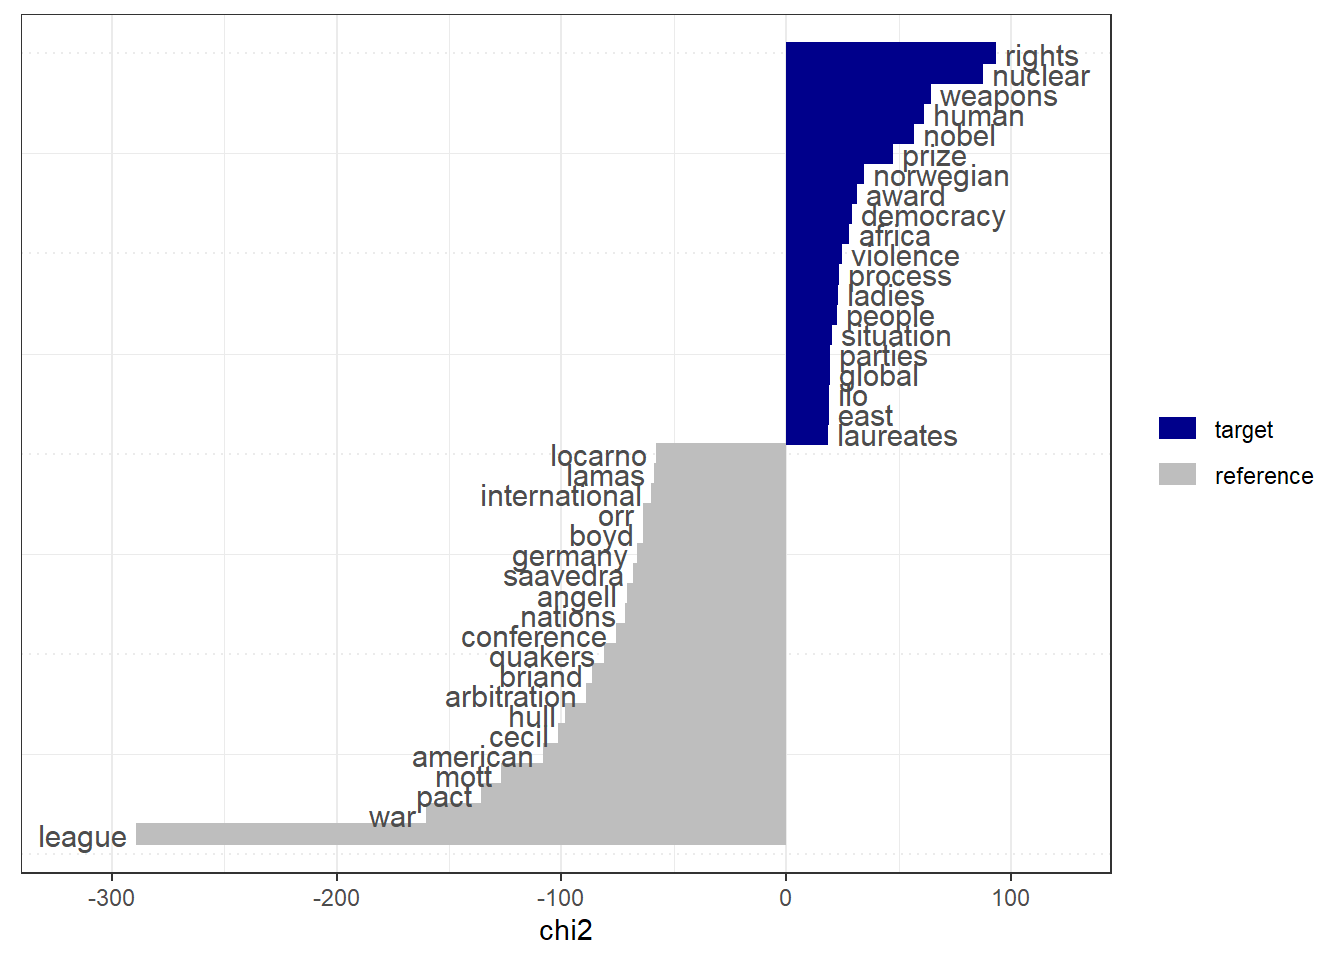 rights
nuclear
weapons
human
nobel
prize
norwegian
award
democracy
africa
violence
process
ladies
people
situation
parties
global
ilo
east
laureates
locarno
lamas
international
orr
boyd
germany
saavedra
angell
nations
conference
quakers
briand
arbitration
hull
cecil
american
mott
pact
war
league
target
reference
-300 -200 -100 0 100
chi2